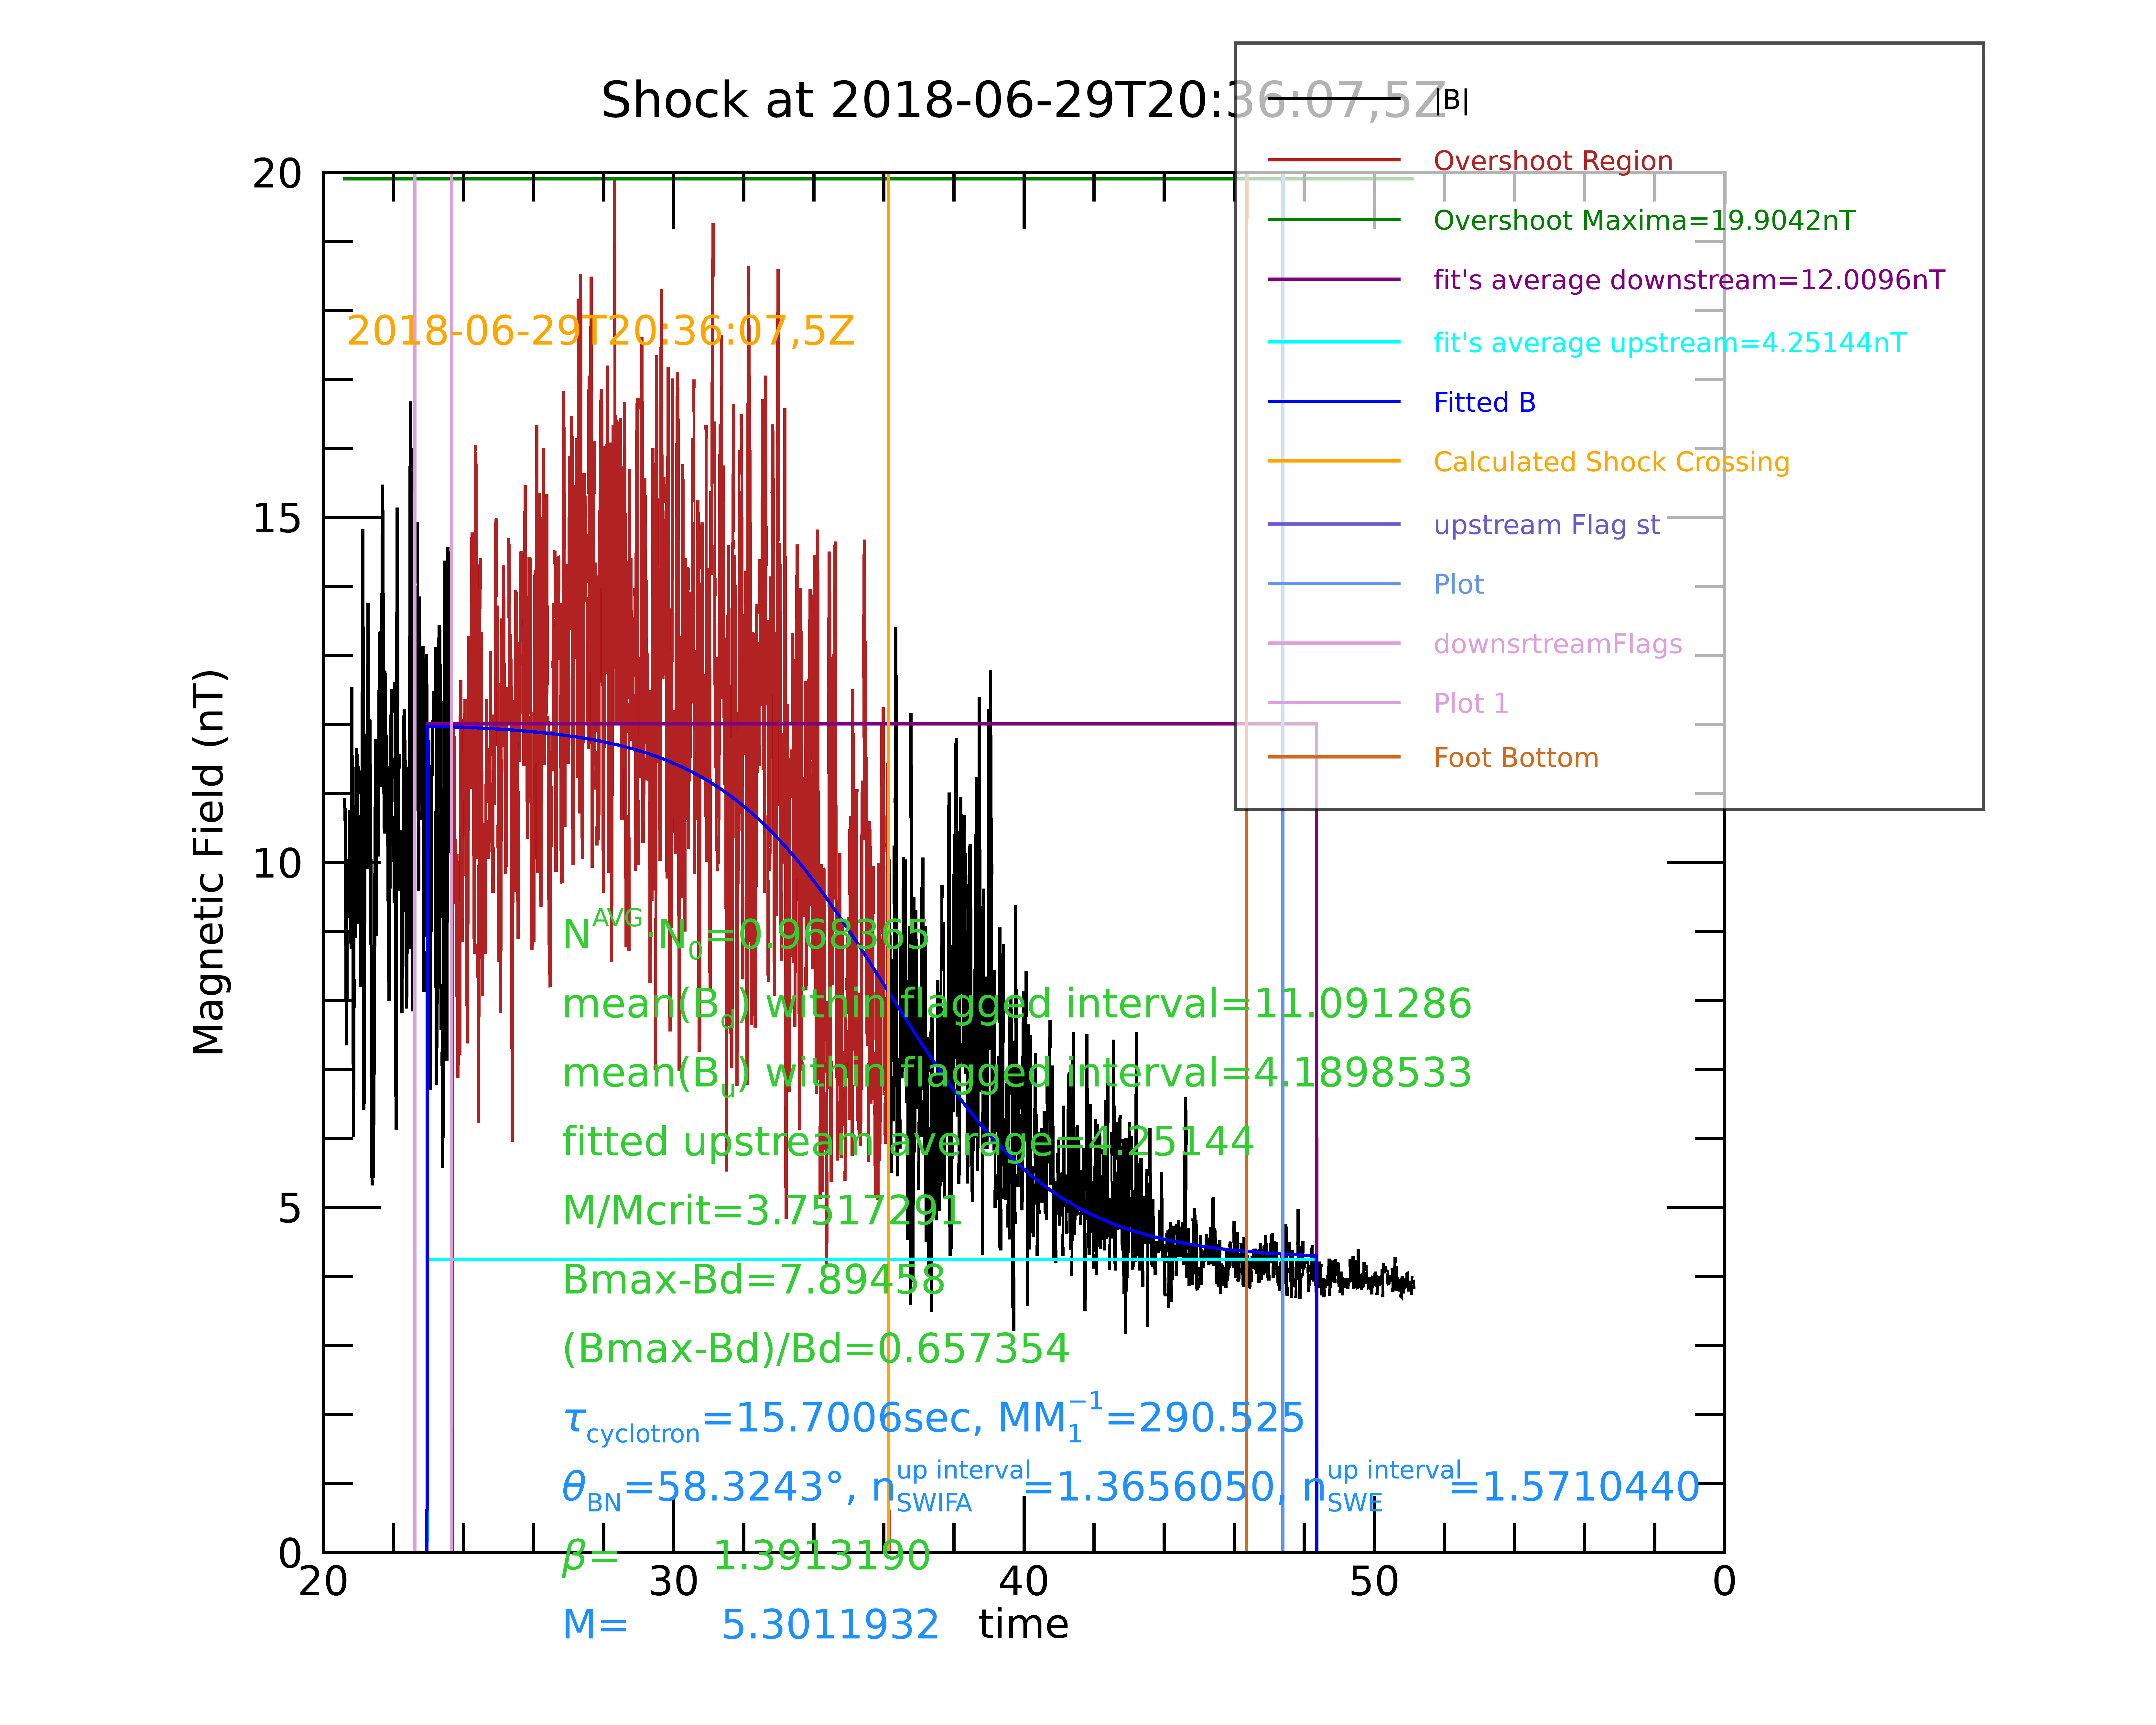 Shock at 2018-06-29T20:36:07,5Z
|B|
Overshoot Region
Overshoot Maxima=19.9042nT
fit's average downstream=12.0096nT
fit's average upstream=4.25144nT
Fitted B
Calculated Shock Crossing
upstream Flag st
Plot
downsrtreamFlags
Plot 1
Foot Bottom
20
15
10
5
0
Magnetic Field (nT)
2018-06-29T20:36:07,5Z
N^AVG·N_0=0.968365
mean(B_d) within flagged interval=11.091286
mean(B_u) within flagged interval=4.1898533
fitted upstream average=4.25144
M/Mcrit=3.7517291
Bmax-Bd=7.89458
(Bmax-Bd)/Bd=0.657354
τ_cyclotron=15.7006sec, MM_1^−1=290.525
θ_BN=58.3243°, n_SWIFA^up interval=1.3656050, n_SWE^up interval=1.5710440
β= 1.3913190
20 30 40 50 0
M= 5.3011932
time